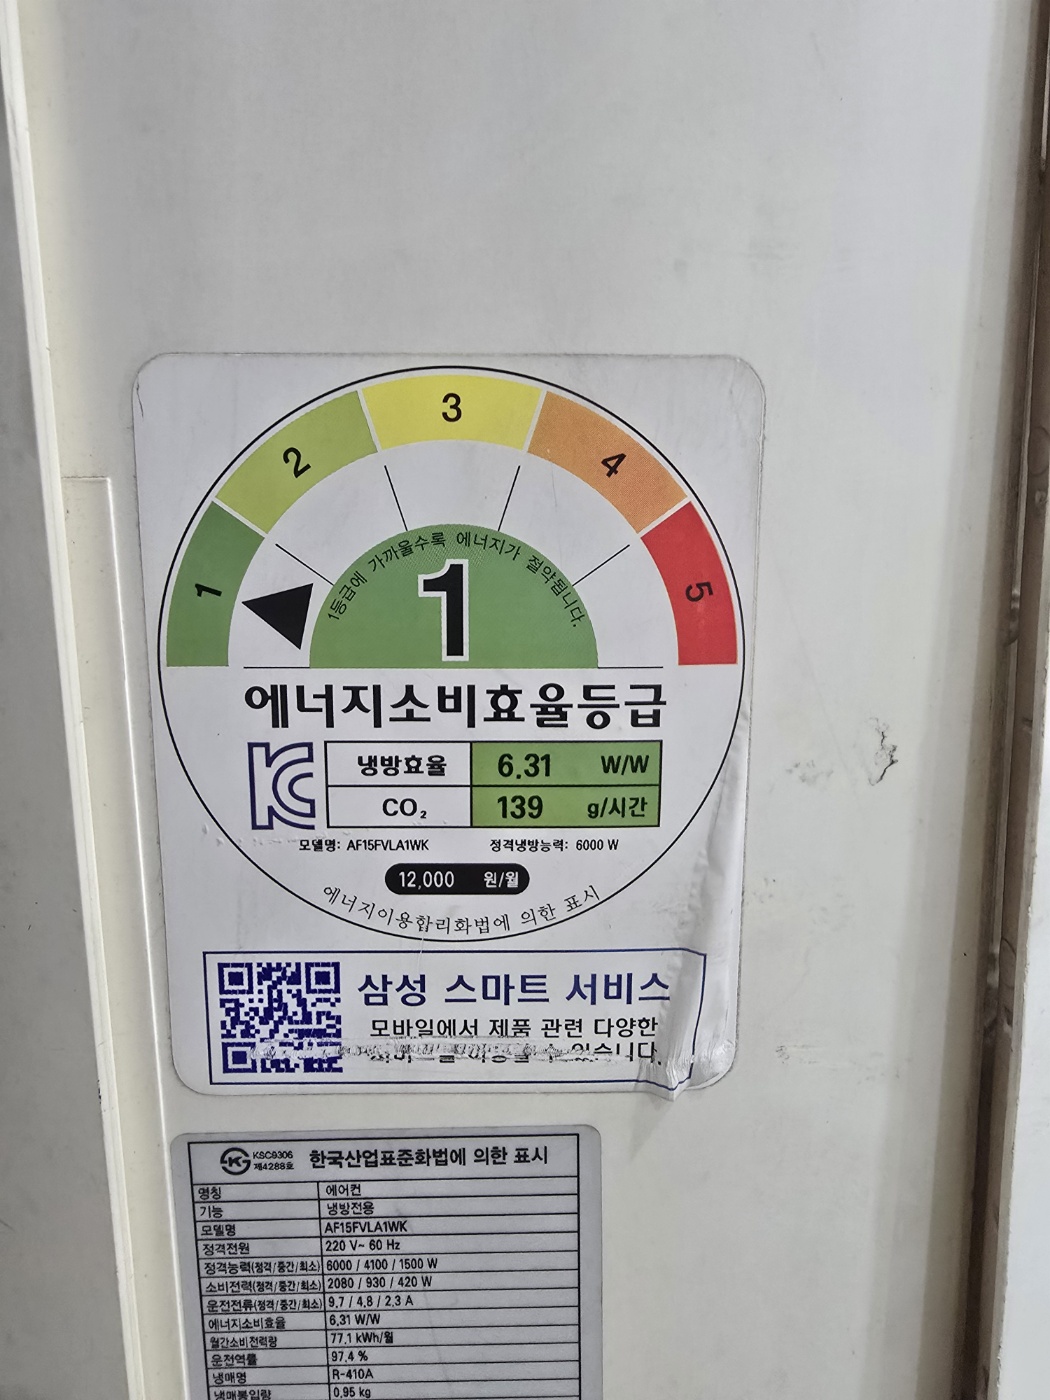 3
2
4
1
5
1등급에 가까울수록 에너지가 절약됩니다.
1
에너지소비효율등급
냉방효율 6.31 W/W
CO₂ 139 g/시간
모델명: AF15FVLA1WK 정격냉방능력: 6000 W
12,000 원/월
에너지이용합리화법에 의한 표시
삼성 스마트 서비스
모바일에서 제품 관련 다양한
있습니다.
KSC9306
제4288호
한국산업표준화법에 의한 표시
명칭 에어컨
기능 냉방전용
모델명 AF15FVLA1WK
정격전원 220 V~ 60 Hz
정격능력(정격/중간/최소) 6000 / 4100 / 1500 W
소비전력(정격/중간/최소) 2080 / 930 / 420 W
운전전류(정격/중간/최소) 9.7 / 4.8 / 2.3 A
에너지소비효율 6.31 W/W
월간소비전력량 77.1 kWh/월
운전역률 97.4 %
냉매명 R-410A
냉매봉입량 0.95 kg